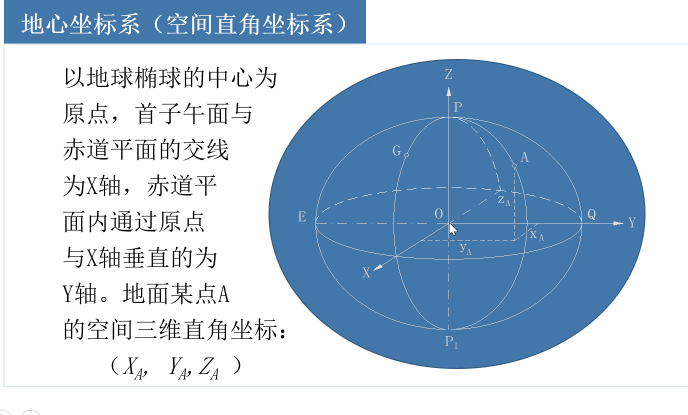 地心坐标系（空间直角坐标系）
以地球椭球的中心为
原点，首子午面与
赤道平面的交线
为X轴，赤道平
面内通过原点
与X轴垂直的为
Y轴。地面某点A
的空间三维直角坐标：
（X_A，Y_A，Z_A）
Z
P
G
A
z_A
E
O
Q
Y
x_A
y_A
X
P₁